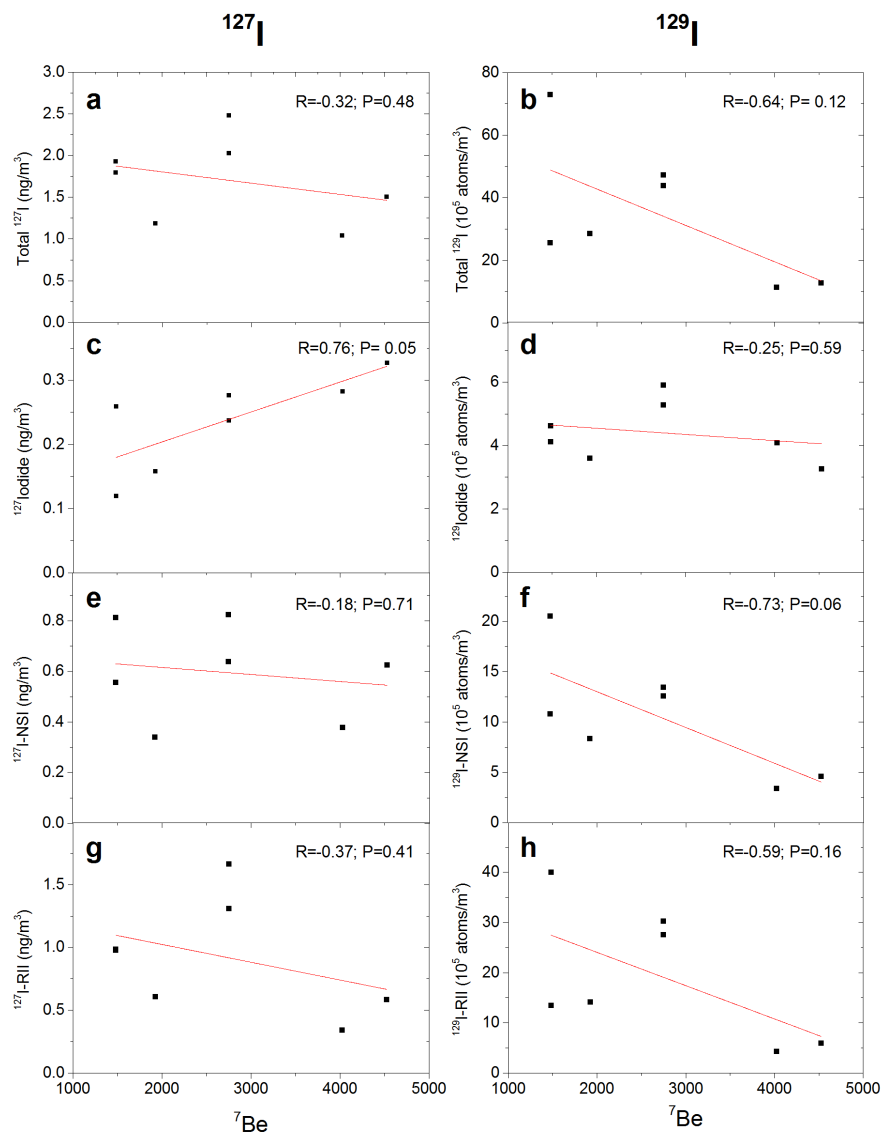 ¹²⁷I
¹²⁹I
a
R=-0.32; P=0.48
Total ¹²⁷I (ng/m³)
3.0
2.5
2.0
1.5
1.0
0.5
0.0
b
R=-0.64; P= 0.12
Total ¹²⁹I (10⁵ atoms/m³)
80
60
40
20
0
c
R=0.76; P= 0.05
¹²⁷Iodide (ng/m³)
0.3
0.2
0.1
0.0
d
R=-0.25; P=0.59
¹²⁹Iodide (10⁵ atoms/m³)
6
4
2
0
e
R=-0.18; P=0.71
¹²⁷I-NSI (ng/m³)
0.8
0.6
0.4
0.2
0.0
f
R=-0.73; P=0.06
¹²⁹I-NSI (10⁵ atoms/m³)
20
15
10
5
0
g
R=-0.37; P=0.41
¹²⁷I-RII (ng/m³)
1.5
1.0
0.5
0.0
1000 2000 3000 4000 5000
⁷Be
h
R=-0.59; P=0.16
¹²⁹I-RII (10⁵ atoms/m³)
40
30
20
10
0
1000 2000 3000 4000 5000
⁷Be